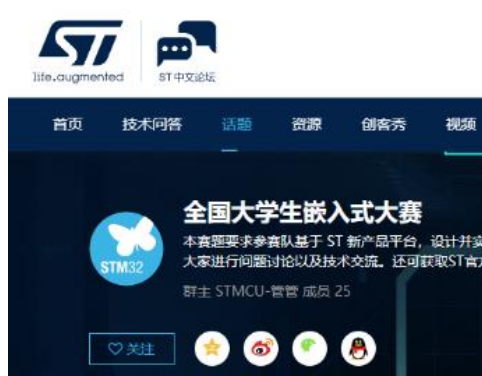 ST
life.augmented
ST中文论坛
首页 技术问答 话题 资源 创客秀 视频
全国大学生嵌入式大赛
本赛题要求参赛队基于 ST 新产品平台，设计并实
大家进行问题讨论以及技术交流。还可获取ST官方
STM32
群主 STMCU-管管 成员 25
♡关注